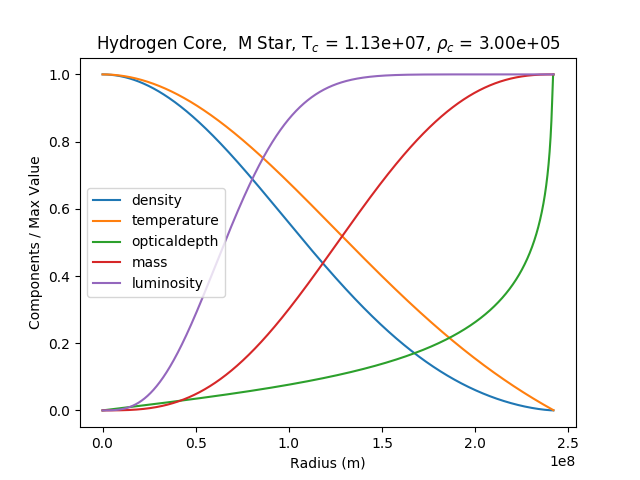 Hydrogen Core,  M Star, T_c = 1.13e+07, ρ_c = 3.00e+05
Components / Max Value
1.0
0.8
0.6
0.4
0.2
0.0
density
temperature
opticaldepth
mass
luminosity
0.0 0.5 1.0 1.5 2.0 2.5
1e8
Radius (m)